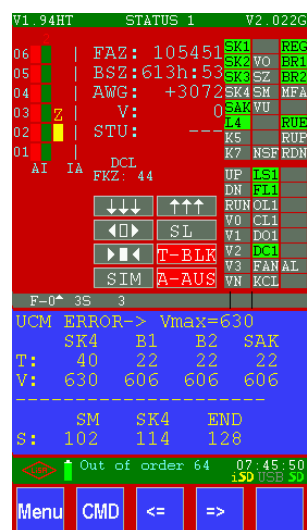 V1.94HT STATUS 1 V2.022G
06 FAZ: 105451 SK1 REG
05 BSZ:613h:53 SK2 VO BR1
SK3 SZ BR2
04 AWG: +3072 SK4 SM MFA
03 Z V: 0 SAK VU
02 STU: --- L4 RUE
K5 RUP
01 K7 NSF RDN
AI IA DCL
FKZ: 44 UP LS1
DN FL1
↓↓↓ ↑↑↑ RUN OL1
V0 CL1
◀▯▶ SL V1 DO1
▶▮◀ T-BLK V2 DC1
V3 FAN AL
SIM A-AUS VN KCL
F-0▲ 3S 3
UCM ERROR-> Vmax=630
SK4 B1 B2 SAK
T: 40 22 22 22
V: 630 606 606 606
----------------------
SM SK4 END
S: 102 114 128
Out of order 64 07:45:50
iSD USB SD
Menu CMD <= =>